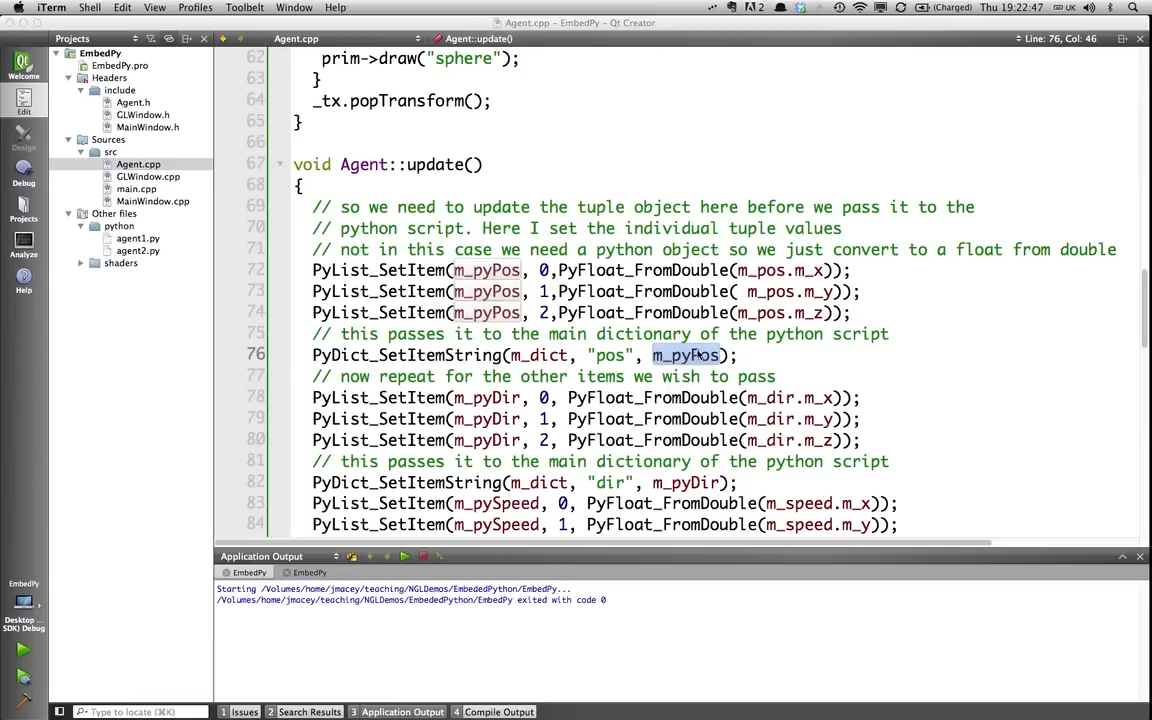 iTerm Shell Edit View Profiles Toolbelt Window Help 2 (Charged) Thu 19:22:47 UK
Agent.cpp – EmbedPy – Qt Creator
Projects Agent.cpp Agent::update() Line: 76, Col: 46
Welcome
Edit
Design
Debug
Projects
Analyze
Help
EmbedPy
Desktop ...
SDK) Debug
EmbedPy
EmbedPy.pro
Headers
include
Agent.h
GLWindow.h
MainWindow.h
Sources
src
Agent.cpp
GLWindow.cpp
main.cpp
MainWindow.cpp
Other files
python
agent1.py
agent2.py
shaders
62 prim->draw("sphere");
63 }
64 _tx.popTransform();
65 }
66
67 void Agent::update()
68 {
69 // so we need to update the tuple object here before we pass it to the
70 // python script. Here I set the individual tuple values
71 // not in this case we need a python object so we just convert to a float from double
72 PyList_SetItem(m_pyPos, 0,PyFloat_FromDouble(m_pos.m_x));
73 PyList_SetItem(m_pyPos, 1,PyFloat_FromDouble( m_pos.m_y));
74 PyList_SetItem(m_pyPos, 2,PyFloat_FromDouble(m_pos.m_z));
75 // this passes it to the main dictionary of the python script
76 PyDict_SetItemString(m_dict, "pos", m_pyPos);
77 // now repeat for the other items we wish to pass
78 PyList_SetItem(m_pyDir, 0, PyFloat_FromDouble(m_dir.m_x));
79 PyList_SetItem(m_pyDir, 1, PyFloat_FromDouble(m_dir.m_y));
80 PyList_SetItem(m_pyDir, 2, PyFloat_FromDouble(m_dir.m_z));
81 // this passes it to the main dictionary of the python script
82 PyDict_SetItemString(m_dict, "dir", m_pyDir);
83 PyList_SetItem(m_pySpeed, 0, PyFloat_FromDouble(m_speed.m_x));
84 PyList_SetItem(m_pySpeed, 1, PyFloat_FromDouble(m_speed.m_y));
Application Output
EmbedPy EmbedPy
Starting /Volumes/home/jmacey/teaching/NGLDemos/EmbededPython/EmbedPy...
/Volumes/home/jmacey/teaching/NGLDemos/EmbededPython/EmbedPy exited with code 0
Type to locate (⌘K) 1 Issues 2 Search Results 3 Application Output 4 Compile Output